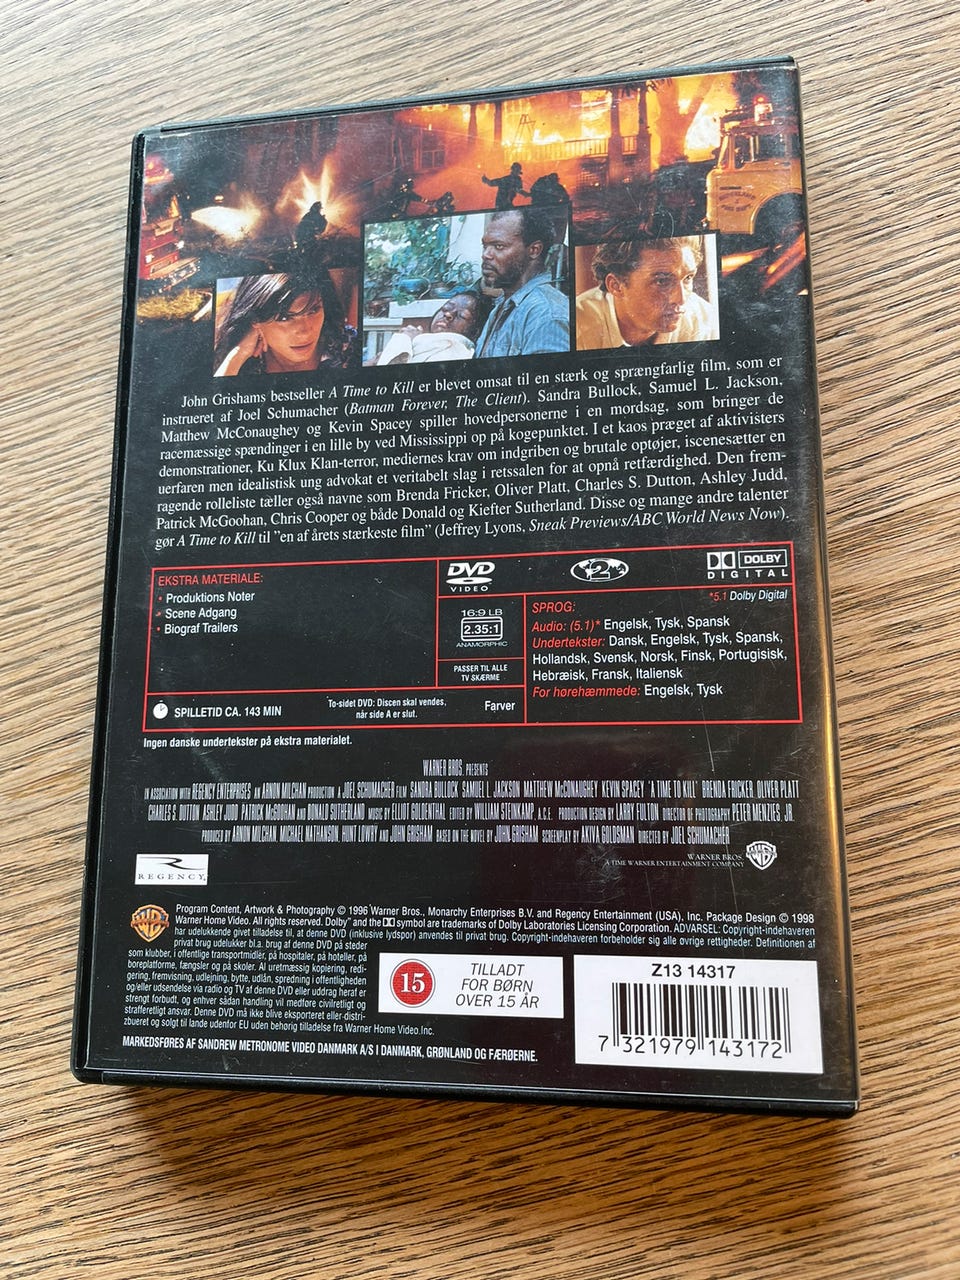 John Grishams bestseller A Time to Kill er blevet omsat til en stærk og sprængfarlig film, som er
instrueret af Joel Schumacher (Batman Forever, The Client). Sandra Bullock, Samuel L. Jackson,
Matthew McConaughey og Kevin Spacey spiller hovedpersonerne i en mordsag, som bringer de
racemæssige spændinger i en lille by ved Mississippi op på kogepunktet. I et kaos præget af aktivisters
demonstrationer, Ku Klux Klan-terror, mediernes krav om indgriben og brutale optøjer, iscenesætter en
uerfaren men idealistisk ung advokat et veritabelt slag i retssalen for at opnå retfærdighed. Den frem-
ragende rolleliste tæller også navne som Brenda Fricker, Oliver Platt, Charles S. Dutton, Ashley Judd,
Patrick McGoohan, Chris Cooper og både Donald og Kiefter Sutherland. Disse og mange andre talenter
gør A Time to Kill til "en af årets stærkeste film" (Jeffrey Lyons, Sneak Previews/ABC World News Now).
EKSTRA MATERIALE:
• Produktions Noter
• Scene Adgang
• Biograf Trailers
DVD
VIDEO
2
DOLBY
DIGITAL
*5.1 Dolby Digital
16:9 LB
2.35:1
ANAMORPHIC
PASSER TIL ALLE
TV SKÆRME
SPROG:
Audio: (5.1)* Engelsk, Tysk, Spansk
Undertekster: Dansk, Engelsk, Tysk, Spansk,
Hollandsk, Svensk, Norsk, Finsk, Portugisisk,
Hebræisk, Fransk, Italiensk
For hørehæmmede: Engelsk, Tysk
SPILLETID CA. 143 MIN
To-sidet DVD: Discen skal vendes,
når side A er slut.
Farver
Ingen danske undertekster på ekstra materialet.
WARNER BROS. PRESENTS
IN ASSOCIATION WITH REGENCY ENTERPRISES AN ARNON MILCHAN PRODUCTION A JOEL SCHUMACHER FILM SANDRA BULLOCK SAMUEL L. JACKSON MATTHEW McCONAUGHEY KEVIN SPACEY 'A TIME TO KILL' BRENDA FRICKER OLIVER PLATT
CHARLES S. DUTTON ASHLEY JUDD PATRICK McGOOHAN AND DONALD SUTHERLAND MUSIC BY ELLIOT GOLDENTHAL EDITED BY WILLIAM STEINKAMP, A.C.E. PRODUCTION DESIGN BY LARRY FULTON DIRECTOR OF PHOTOGRAPHY PETER MENZIES, JR.
PRODUCED BY ARNON MILCHAN, MICHAEL NATHANSON, HUNT LOWRY AND JOHN GRISHAM BASED ON THE NOVEL BY JOHN GRISHAM SCREENPLAY BY AKIVA GOLDSMAN DIRECTED BY JOEL SCHUMACHER
WARNER BROS.
A TIME WARNER ENTERTAINMENT COMPANY
REGENCY
Program Content, Artwork & Photography © 1996 Warner Bros., Monarchy Enterprises B.V. and Regency Entertainment (USA), Inc. Package Design © 1998
Warner Home Video. All rights reserved. Dolby® and the DD symbol are trademarks of Dolby Laboratories Licensing Corporation. ADVARSEL: Copyright-indehaveren
har udelukkende givet tilladelse til, at denne DVD (inklusive lydspor) anvendes til privat brug. Copyright-indehaveren forbeholder sig alle øvrige rettigheder. Definitionen af
privat brug udelukker bl.a. brug af denne DVD på steder
som klubber, i offentlige transportmidler, på hospitaler, på hoteller, på
boreplatforme, fængsler og på skoler. Al uretmæssig kopiering, redi-
gering, fremvisning, udlejning, bytte, udlån, spredning i offentligheden
og/eller udsendelse via radio og TV af denne DVD eller uddrag heraf er
strengt forbudt, og enhver sådan handling vil medføre civilretligt og
strafferetligt ansvar. Denne DVD må ikke blive eksporteret eller distri-
zbueret og solgt til lande udenfor EU uden behørig tilladelse fra Warner Home Video.Inc.
MARKEDSFØRES AF SANDREW METRONOME VIDEO DANMARK A/S I DANMARK, GRØNLAND OG FÆRØERNE.
15
TILLADT
FOR BØRN
OVER 15 ÅR
Z13 14317
7 321979 143172